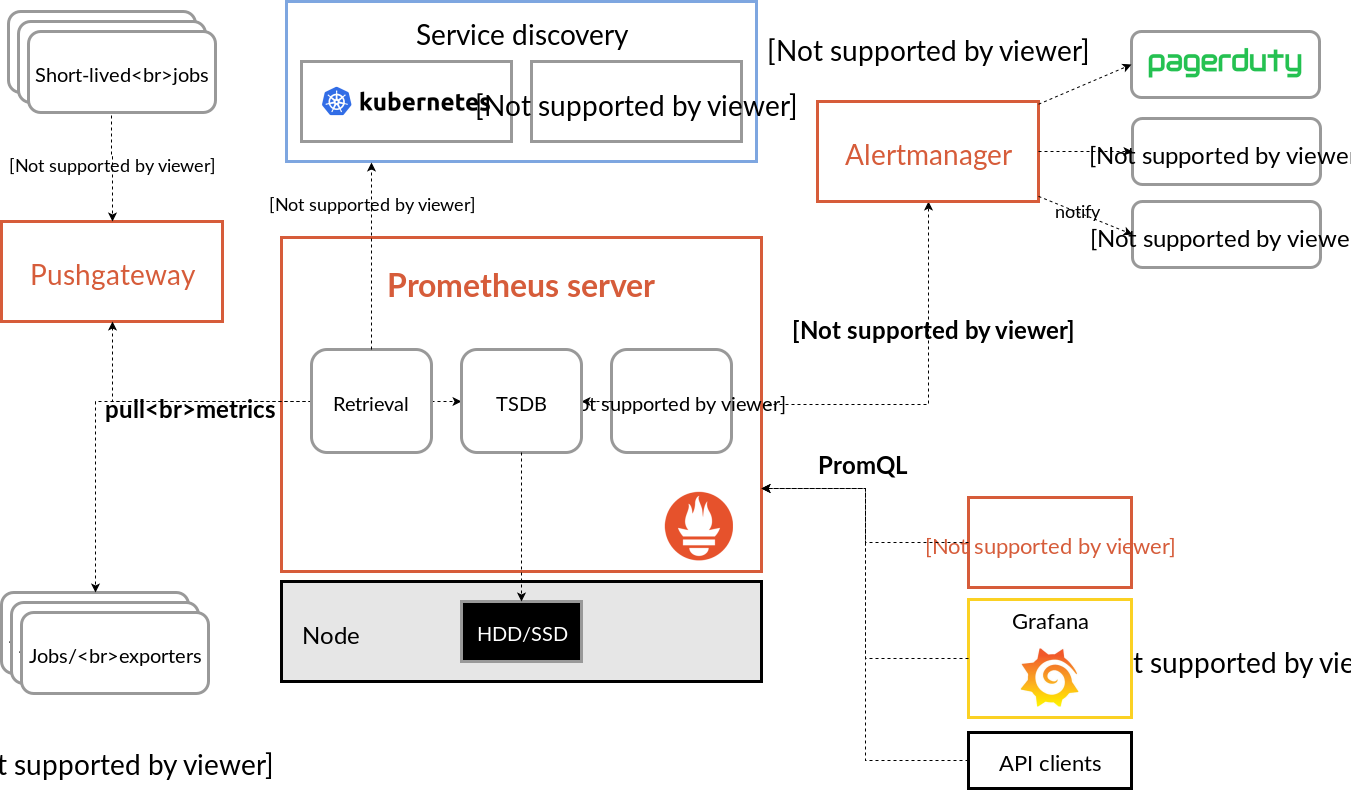 Short-lived<br>jobs
[Not supported by viewer]
Pushgateway
pull<br>metrics
Jobs/<br>exporters
t supported by viewer]
Service discovery
kubernetes
[Not supported by viewer]
[Not supported by viewer]
Prometheus server
Retrieval
TSDB
t supported by viewer]
Node
HDD/SSD
[Not supported by viewer]
Alertmanager
pagerduty
[Not supported by viewer
notify
[Not supported by viewe
[Not supported by viewer]
PromQL
[Not supported by viewer]
Grafana
t supported by vie
API clients